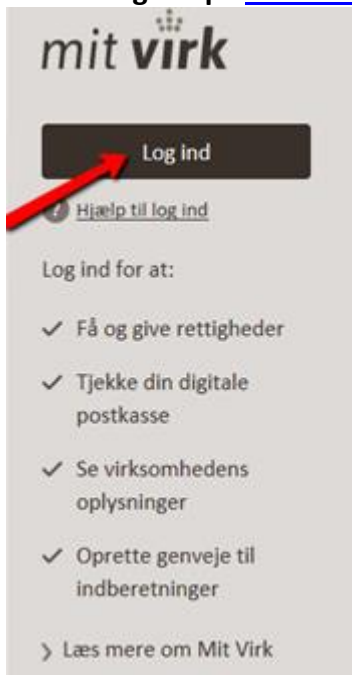 mit virk
Log ind
Hjælp til log ind
Log ind for at:
Få og give rettigheder
Tjekke din digitale
postkasse
Se virksomhedens
oplysninger
Oprette genveje til
indberetninger
Læs mere om Mit Virk